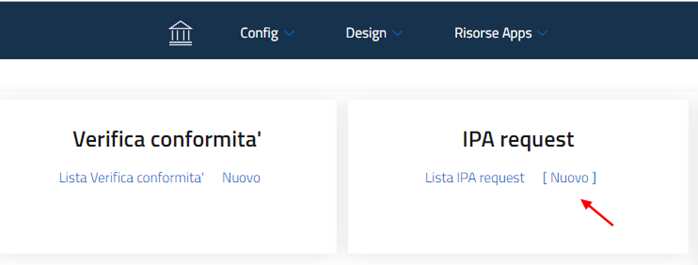 Config Design Risorse Apps
Verifica conformita'
Lista Verifica conformita' Nuovo
IPA request
Lista IPA request [ Nuovo ]